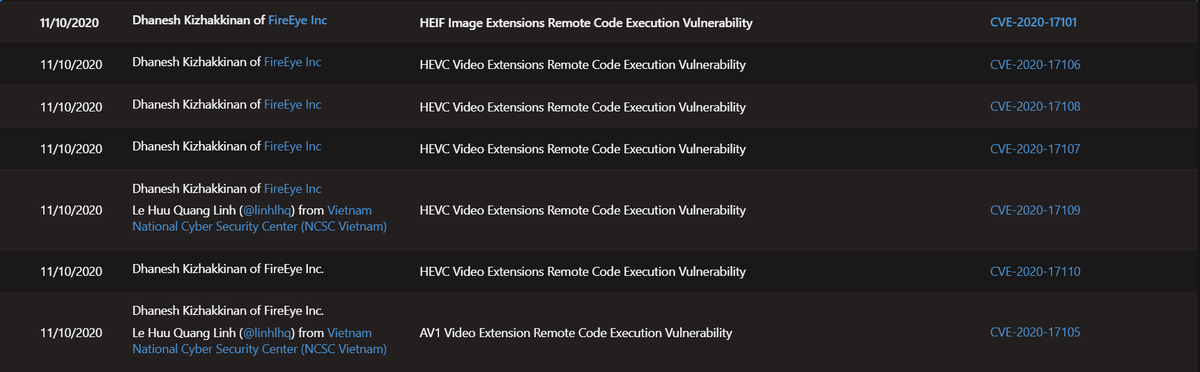 11/10/2020 Dhanesh Kizhakkinan of FireEye Inc HEIF Image Extensions Remote Code Execution Vulnerability CVE-2020-17101
11/10/2020 Dhanesh Kizhakkinan of FireEye Inc HEVC Video Extensions Remote Code Execution Vulnerability CVE-2020-17106
11/10/2020 Dhanesh Kizhakkinan of FireEye Inc HEVC Video Extensions Remote Code Execution Vulnerability CVE-2020-17108
11/10/2020 Dhanesh Kizhakkinan of FireEye Inc HEVC Video Extensions Remote Code Execution Vulnerability CVE-2020-17107
Dhanesh Kizhakkinan of FireEye Inc
11/10/2020 Le Huu Quang Linh (@linhlhq) from Vietnam HEVC Video Extensions Remote Code Execution Vulnerability CVE-2020-17109
National Cyber Security Center (NCSC Vietnam)
11/10/2020 Dhanesh Kizhakkinan of FireEye Inc. HEVC Video Extensions Remote Code Execution Vulnerability CVE-2020-17110
Dhanesh Kizhakkinan of FireEye Inc.
11/10/2020 Le Huu Quang Linh (@linhlhq) from Vietnam AV1 Video Extension Remote Code Execution Vulnerability CVE-2020-17105
National Cyber Security Center (NCSC Vietnam)